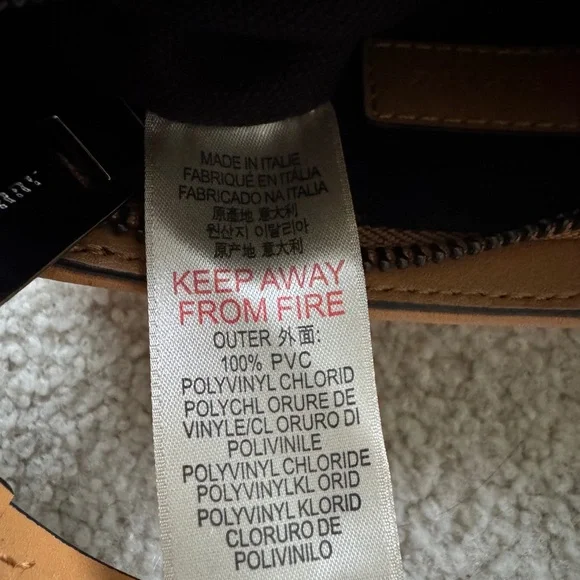 MADE IN ITALIE
FABRIQUÉ EN ITALIA
FABRICADO NA ITALIA
原產地 意大利
원산지 이탈리아
原产地 意大利
KEEP AWAY
FROM FIRE
OUTER 外面:
100% PVC
POLYVINYL CHLORID
POLYCHL ORURE DE
VINYLE/CL ORURO DI
POLIVINILE
POLYVINYL CHLORIDE
POLYVINYLKL ORID
POLYVINYL KLORID
CLORURO DE
POLIVINILO